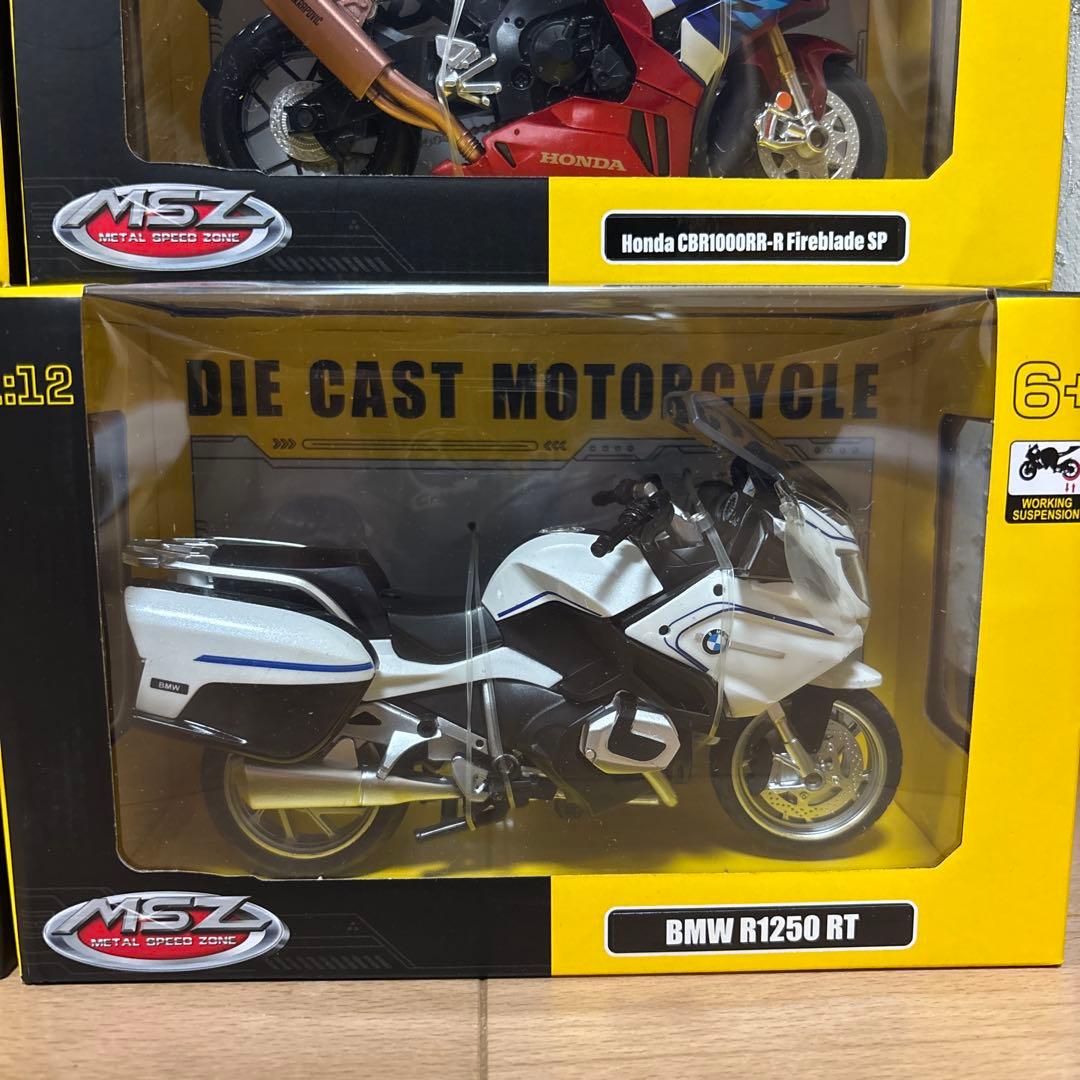 HONDA
MSZ
METAL SPEED ZONE
Honda CBR1000RR-R Fireblade SP
:12
DIE CAST MOTORCYCLE
6+
WORKING
SUSPENSION
BMW
MSZ
METAL SPEED ZONE
BMW R1250 RT